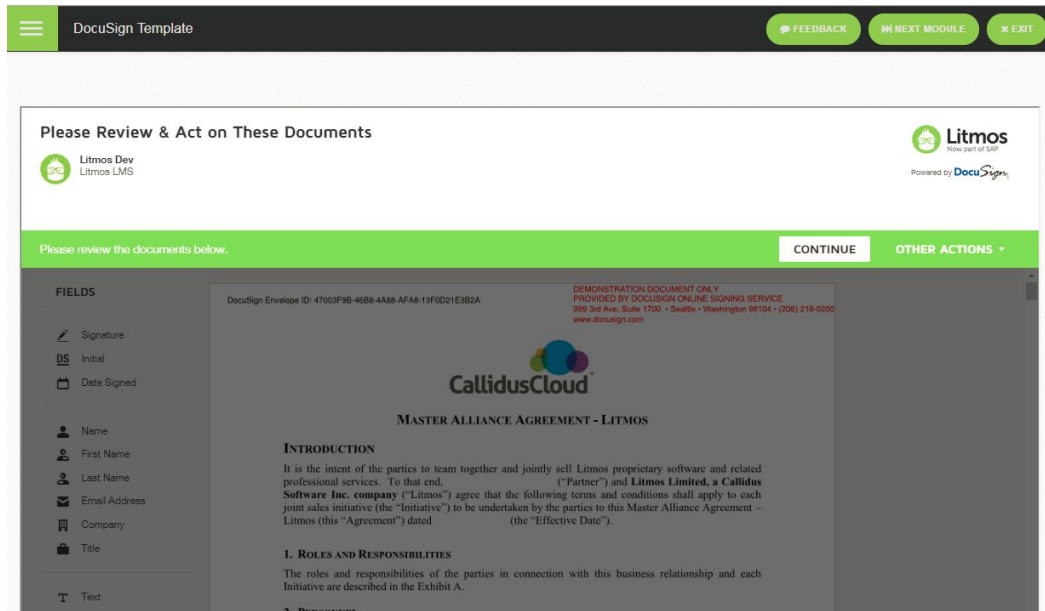 DocuSign Template
FEEDBACK
NEXT MODULE
EXIT
Please Review & Act on These Documents
Litmos Dev
Litmos LMS
Litmos
Now part of SAP
Powered by DocuSign
Please review the documents below.
CONTINUE
OTHER ACTIONS
FIELDS
Signature
DS Initial
Date Signed
Name
First Name
Last Name
Email Address
Company
Title
T Text
DocuSign Envelope ID: 47003F9B-46B8-4A88-AFA8-13F0D21E3B2A
DEMONSTRATION DOCUMENT ONLY
PROVIDED BY DOCUSIGN ONLINE SIGNING SERVICE
999 3rd Ave, Suite 1700 • Seattle • Washington 98104 • (206) 219-0200
www.docusign.com
CallidusCloud
MASTER ALLIANCE AGREEMENT - LITMOS
INTRODUCTION
It is the intent of the parties to team together and jointly sell Litmos proprietary software and related
professional services. To that end, (“Partner”) and Litmos Limited, a Callidus
Software Inc. company (“Litmos”) agree that the following terms and conditions shall apply to each
joint sales initiative (the “Initiative”) to be undertaken by the parties to this Master Alliance Agreement –
Litmos (this “Agreement”) dated (the “Effective Date”).
1. ROLES AND RESPONSIBILITIES
The roles and responsibilities of the parties in connection with this business relationship and each
Initiative are described in the Exhibit A.